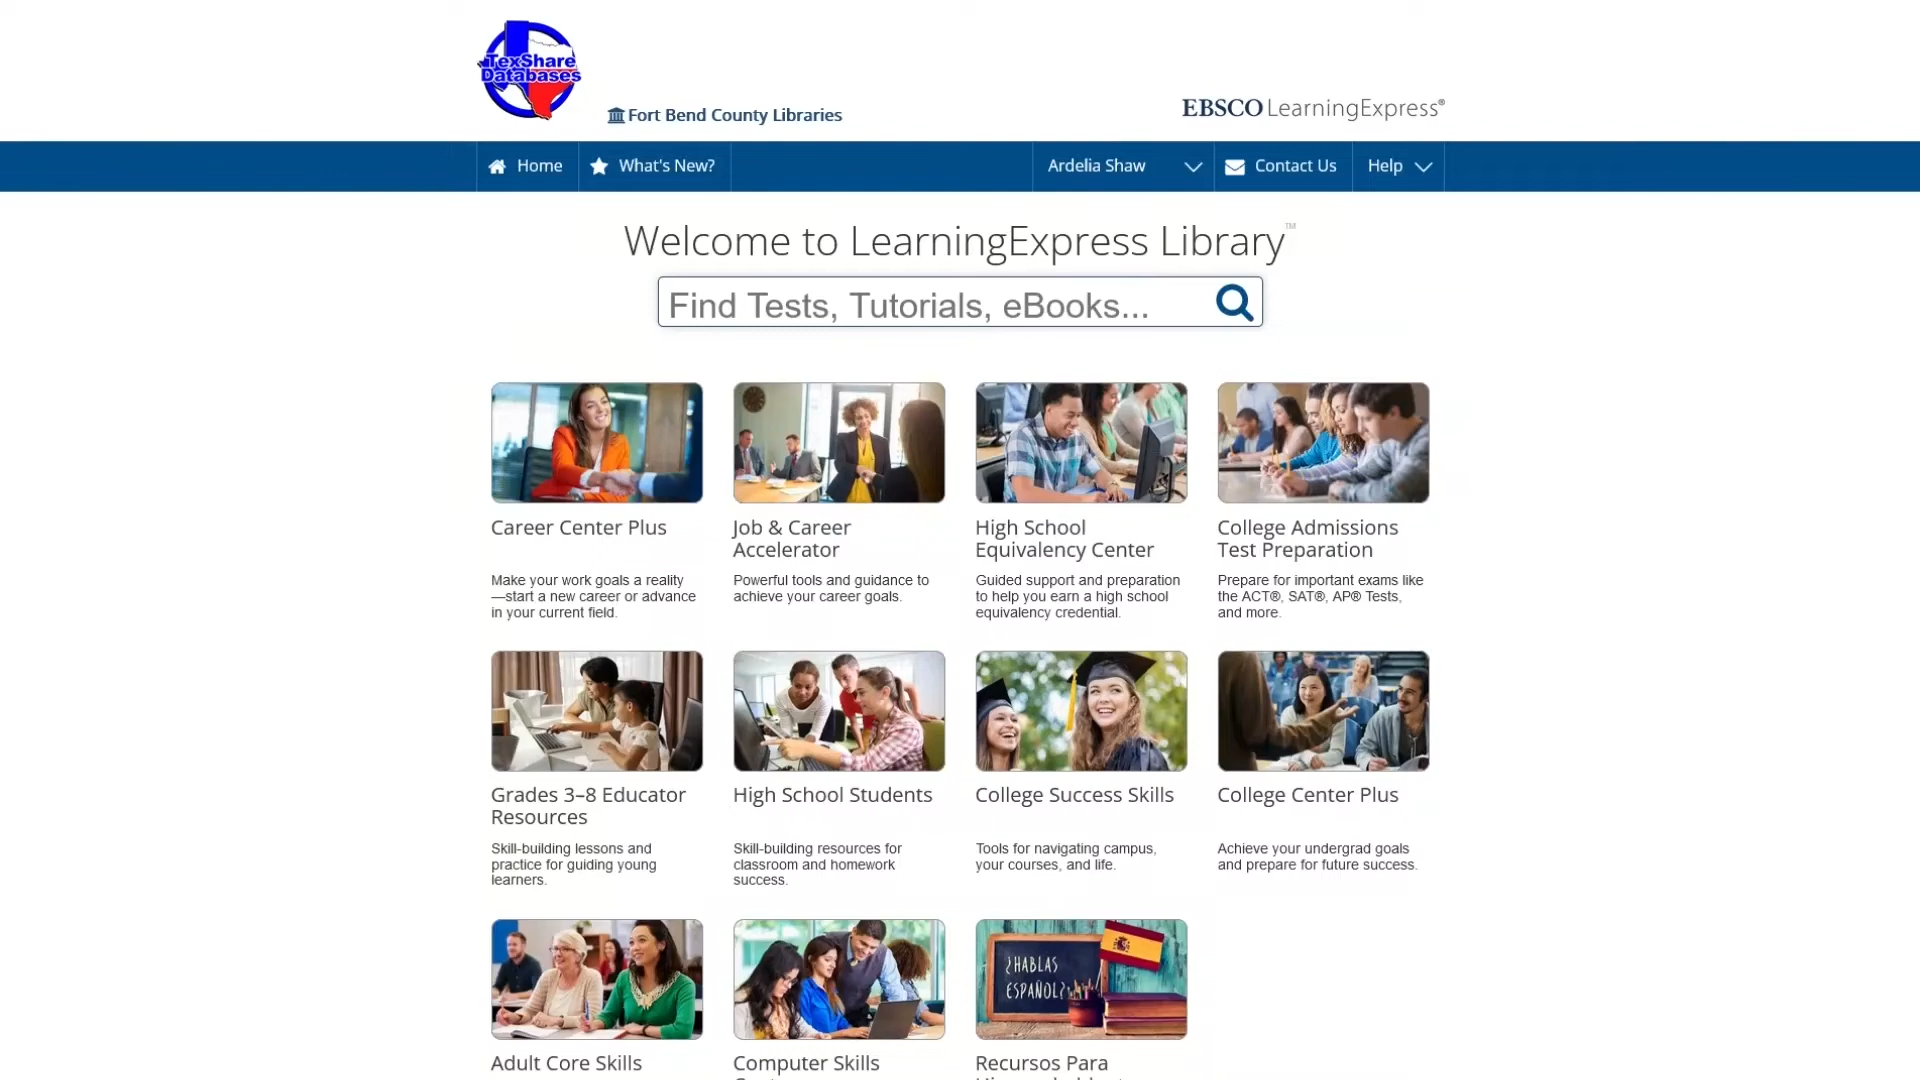 TexShare
Databases
Fort Bend County Libraries
EBSCO LearningExpress®
Home
What's New?
Ardelia Shaw
Contact Us
Help
Welcome to LearningExpress Library™
Find Tests, Tutorials, eBooks...
Career Center Plus
Make your work goals a reality
—start a new career or advance
in your current field.
Job & Career
Accelerator
Powerful tools and guidance to
achieve your career goals.
High School
Equivalency Center
Guided support and preparation
to help you earn a high school
equivalency credential.
College Admissions
Test Preparation
Prepare for important exams like
the ACT®, SAT®, AP® Tests,
and more.
Grades 3–8 Educator
Resources
Skill-building lessons and
practice for guiding young
learners.
High School Students
Skill-building resources for
classroom and homework
success.
College Success Skills
Tools for navigating campus,
your courses, and life.
College Center Plus
Achieve your undergrad goals
and prepare for future success.
¿HABLAS
ESPAÑOL?
Adult Core Skills
Computer Skills
Recursos Para